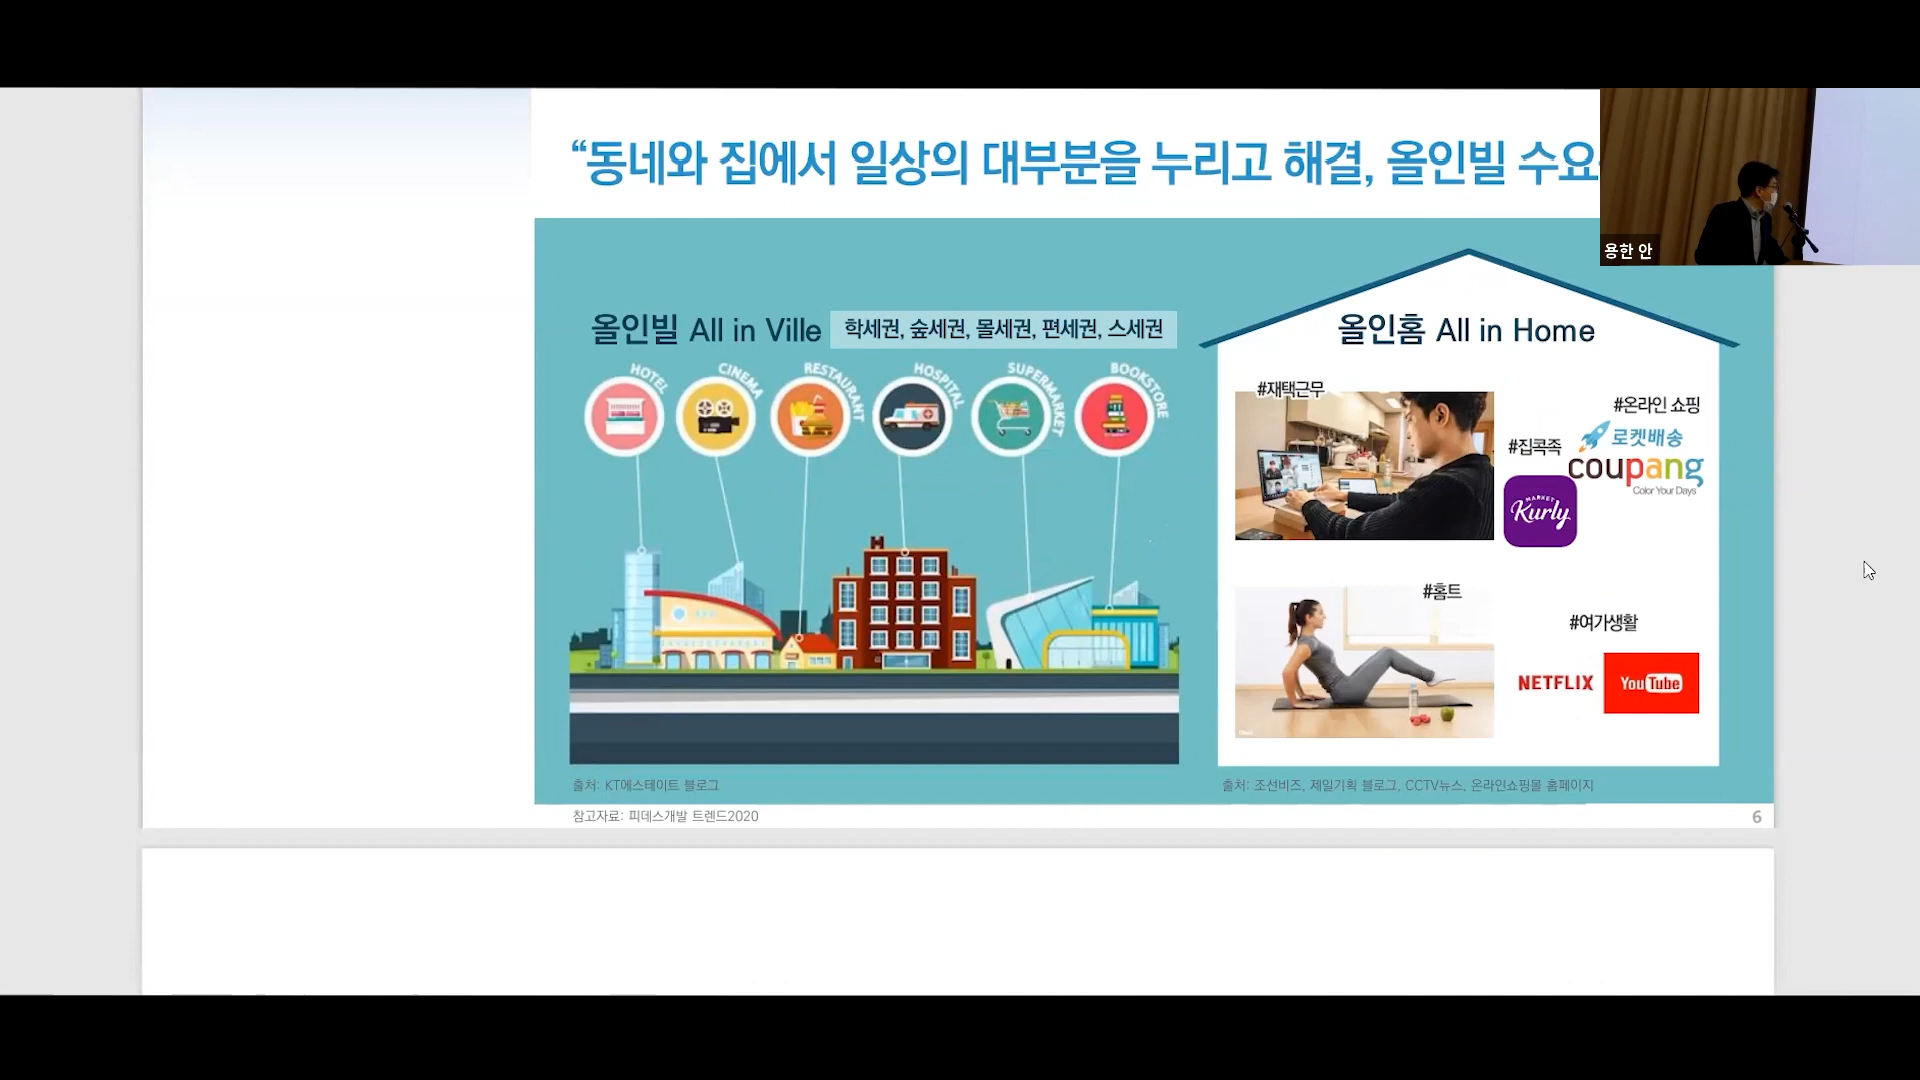 “동네와 집에서 일상의 대부분을 누리고 해결, 올인빌 수요
용한 안
올인빌 All in Ville
학세권, 숲세권, 몰세권, 편세권, 스세권
HOTEL
CINEMA
RESTAURANT
HOSPITAL
SUPERMARKET
BOOKSTORE
올인홈 All in Home
#재택근무
#온라인 쇼핑
로켓배송
#집콕족
coupang
Color Your Days
MARKET
Kurly
#홈트
#여가생활
NETFLIX
YouTube
출처: KT에스테이트 블로그
출처: 조선비즈, 제일기획 블로그, CCTV뉴스, 온라인쇼핑몰 홈페이지
참고자료: 피데스개발 트렌드2020
6